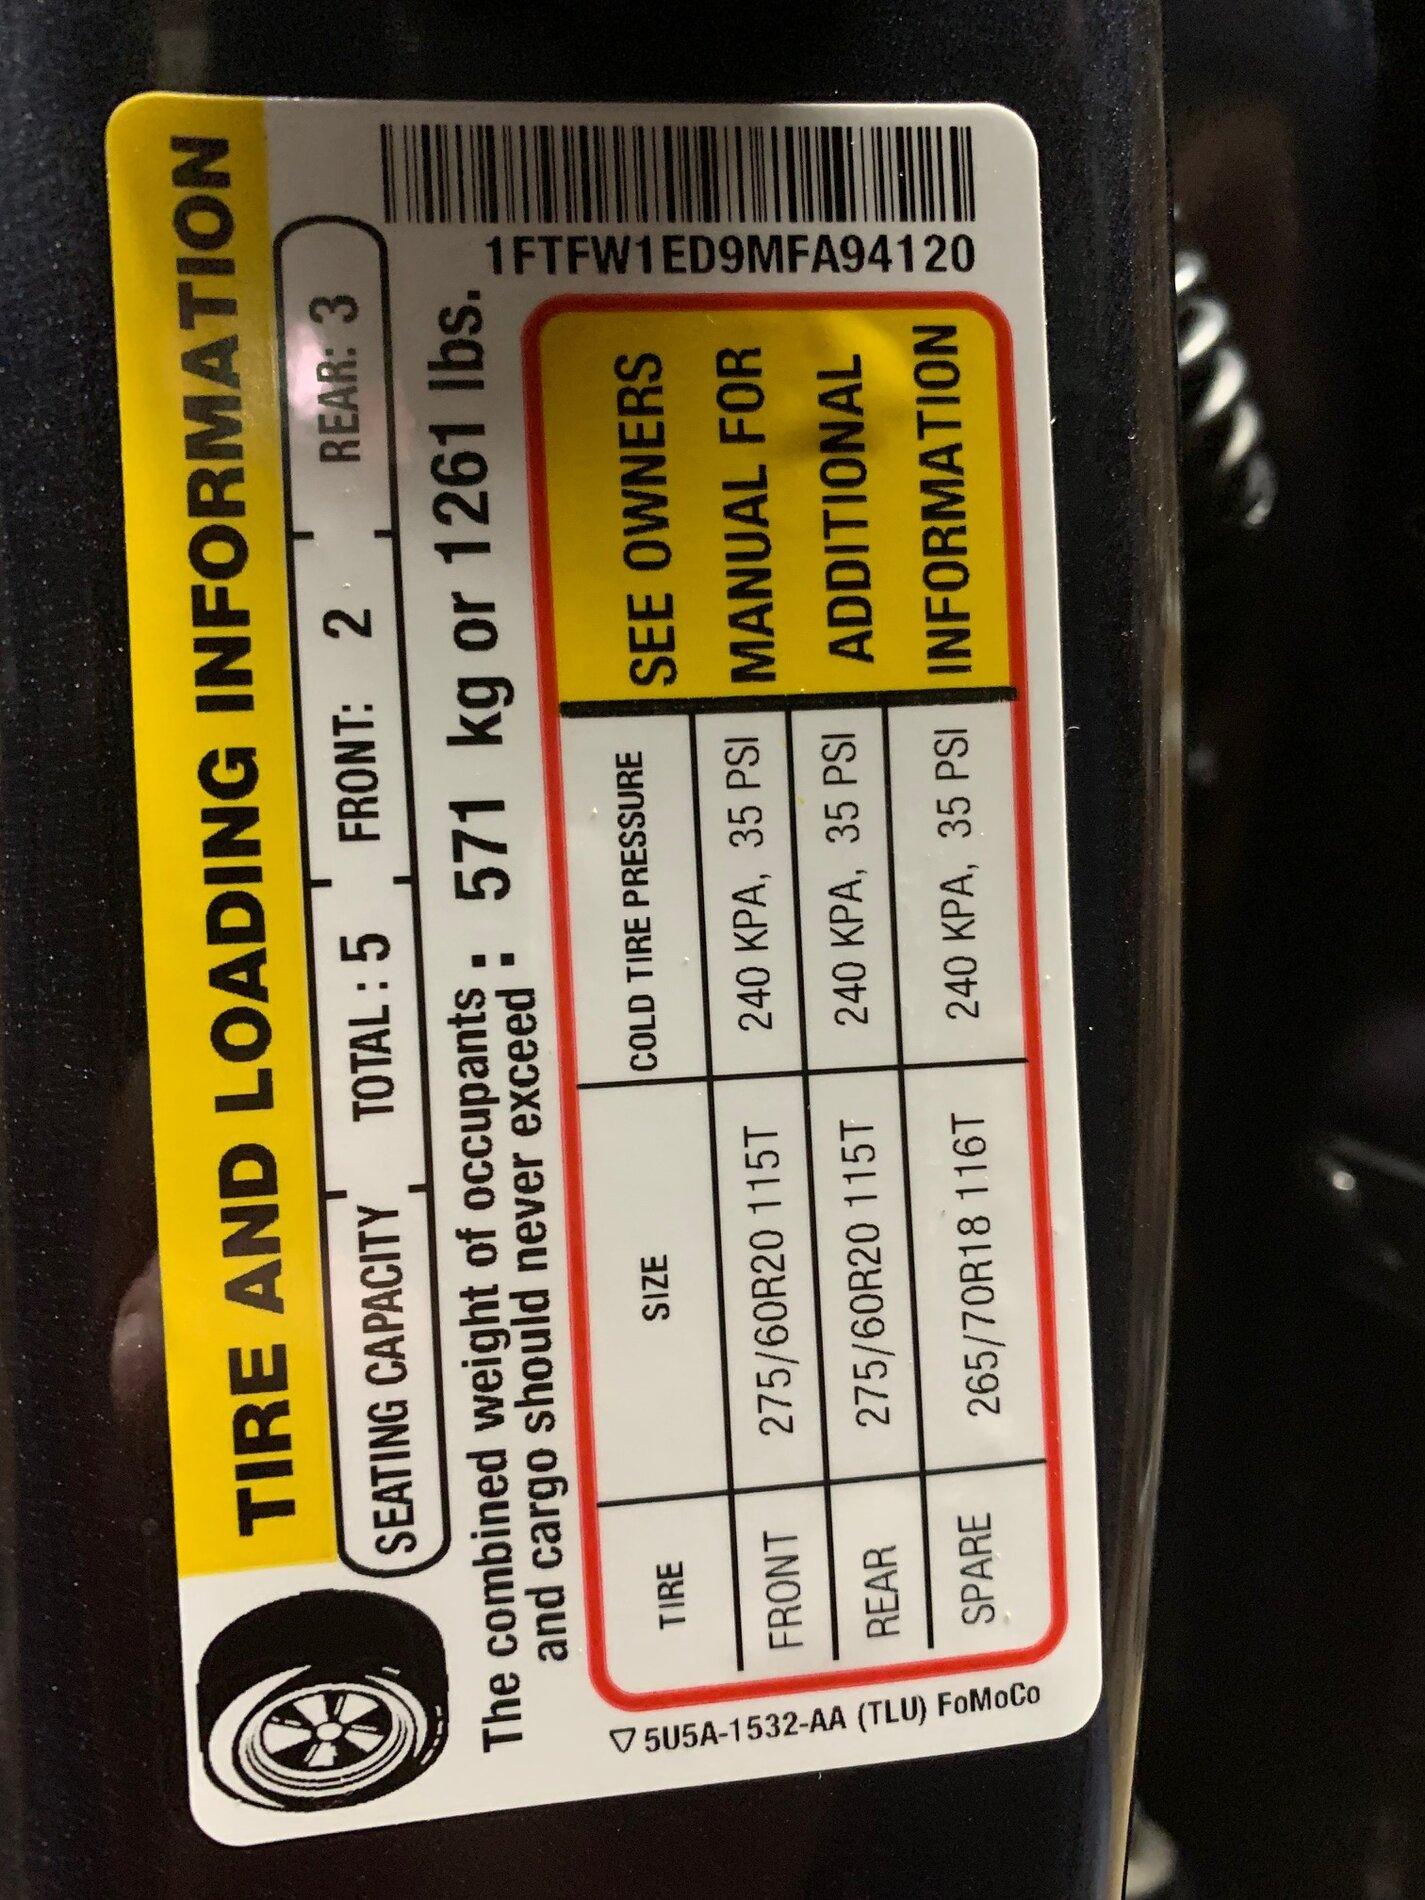 TIRE AND LOADING INFORMATION
SEATING CAPACITY TOTAL : 5 FRONT: 2 REAR: 3
The combined weight of occupants :
and cargo should never exceed : 571 kg or 1261 lbs.
1FTFW1ED9MFA94120
TIRE SIZE COLD TIRE PRESSURE
FRONT 275/60R20 115T 240 KPA, 35 PSI
REAR 275/60R20 115T 240 KPA, 35 PSI
SPARE 265/70R18 116T 240 KPA, 35 PSI
SEE OWNERS
MANUAL FOR
ADDITIONAL
INFORMATION
5U5A-1532-AA (TLU) FoMoCo